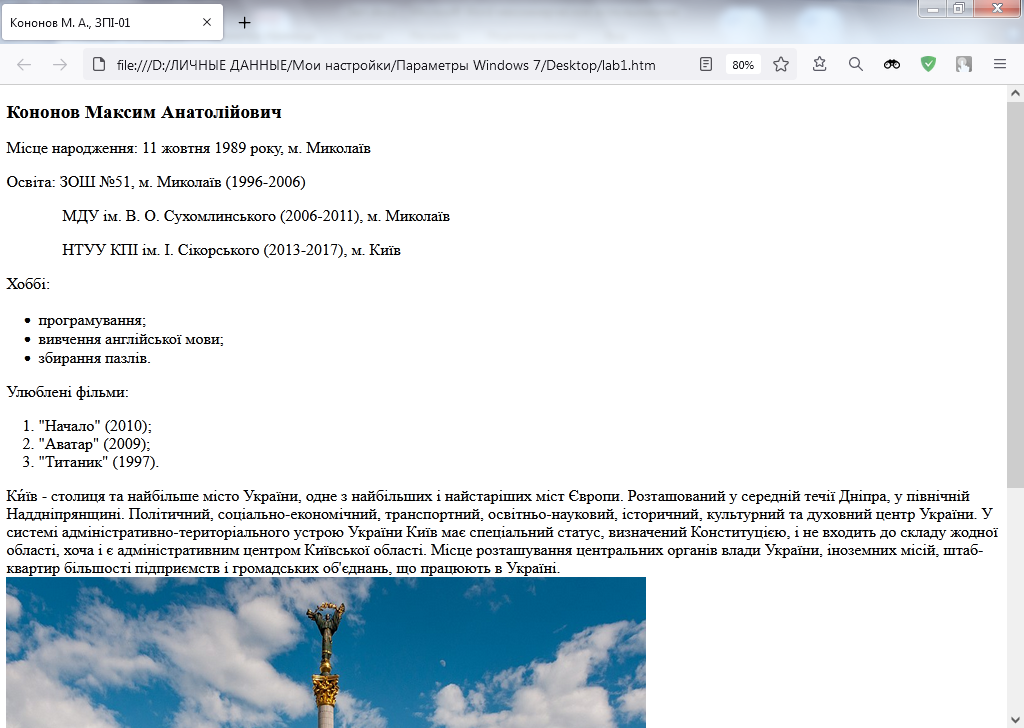 Кононов М. А., ЗПІ-01
file:///D:/ЛИЧНЫЕ ДАННЫЕ/Мои настройки/Параметры Windows 7/Desktop/lab1.htm
80%
Кононов Максим Анатолійович
Місце народження: 11 жовтня 1989 року, м. Миколаїв
Освіта: ЗОШ №51, м. Миколаїв (1996-2006)
МДУ ім. В. О. Сухомлинського (2006-2011), м. Миколаїв
НТУУ КПІ ім. І. Сікорського (2013-2017), м. Київ
Хоббі:
• програмування;
• вивчення англійської мови;
• збирання пазлів.
Улюблені фільми:
1. "Начало" (2010);
2. "Аватар" (2009);
3. "Титаник" (1997).
Ки́їв - столиця та найбільше місто України, одне з найбільших і найстаріших міст Європи. Розташований у середній течії Дніпра, у північній
Наддніпрянщині. Політичний, соціально-економічний, транспортний, освітньо-науковий, історичний, культурний та духовний центр України. У
системі адміністративно-територіального устрою України Київ має спеціальний статус, визначений Конституцією, і не входить до складу жодної
області, хоча і є адміністративним центром Київської області. Місце розташування центральних органів влади України, іноземних місій, штаб-
квартир більшості підприємств і громадських об'єднань, що працюють в Україні.